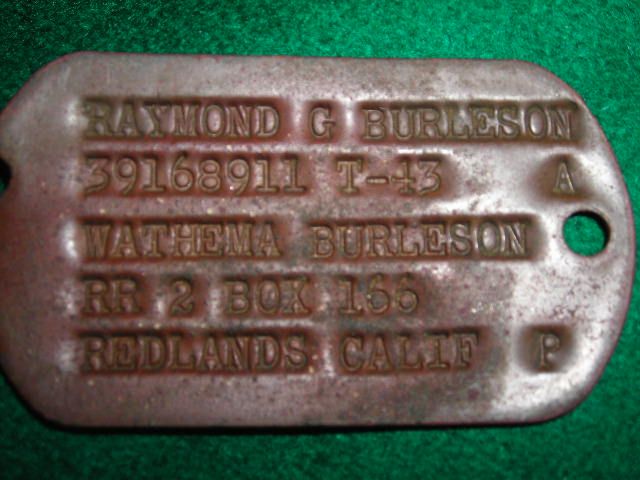 RAYMOND G BURLESON
39168911 T-43 A
WATHEMA BURLESON
RR 2 BOX 166
REDLANDS CALIF P